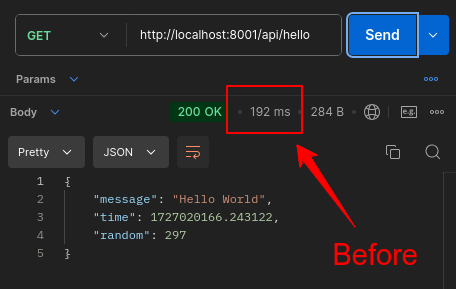 GET http://localhost:8001/api/hello Send
Params
Body 200 OK 192 ms 284 B e.g.
Pretty JSON
1 {
2 "message": "Hello World",
3 "time": 1727020166.243122,
4 "random": 297
5 }
Before